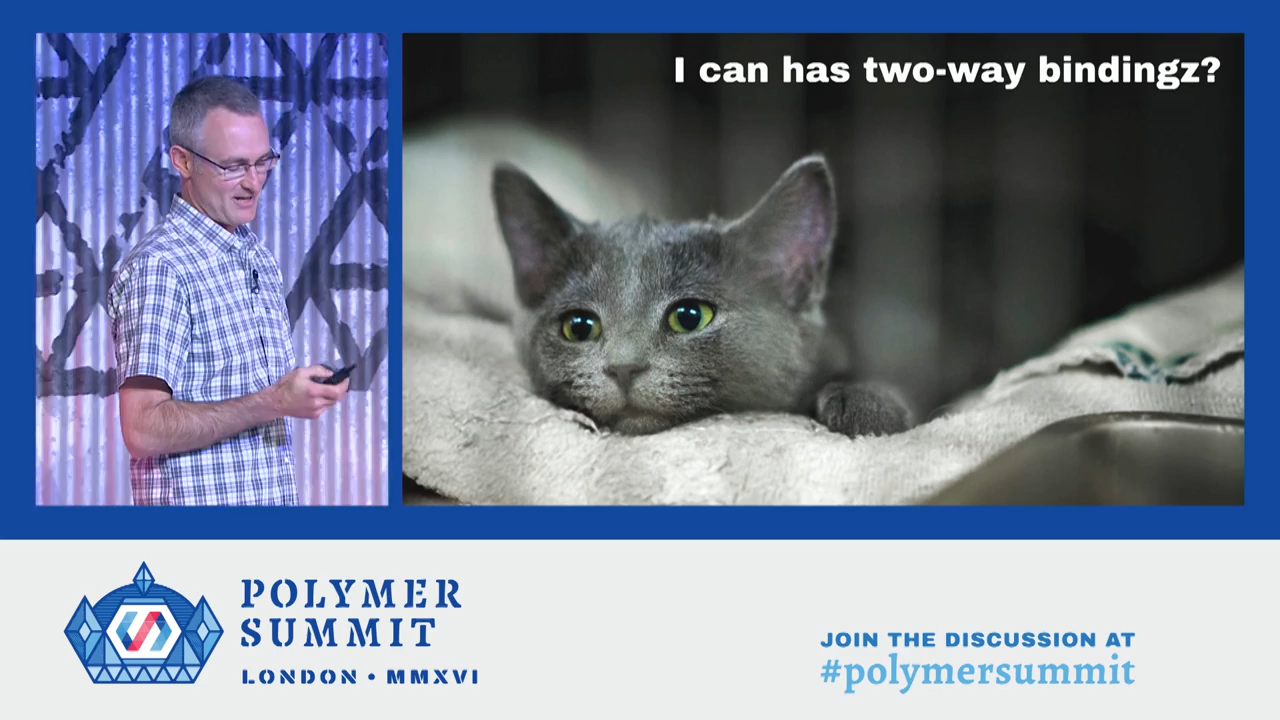 I can has two-way bindingz?
POLYMER
SUMMIT
LONDON • MMXVI
JOIN THE DISCUSSION AT
#polymersummit